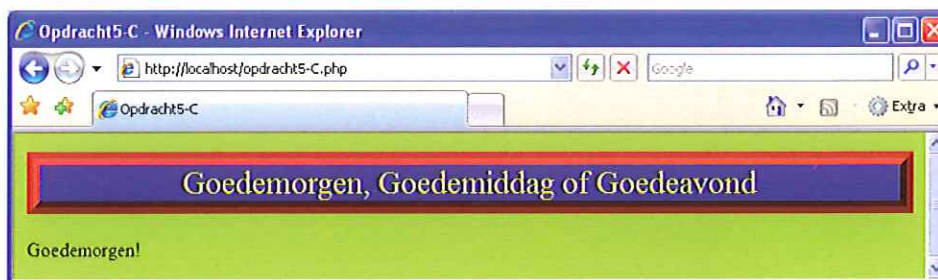 Opdracht5-C - Windows Internet Explorer
http://localhost/opdracht5-C.php
Google
Opdracht5-C
Extra
Goedemorgen, Goedemiddag of Goedeavond
Goedemorgen!